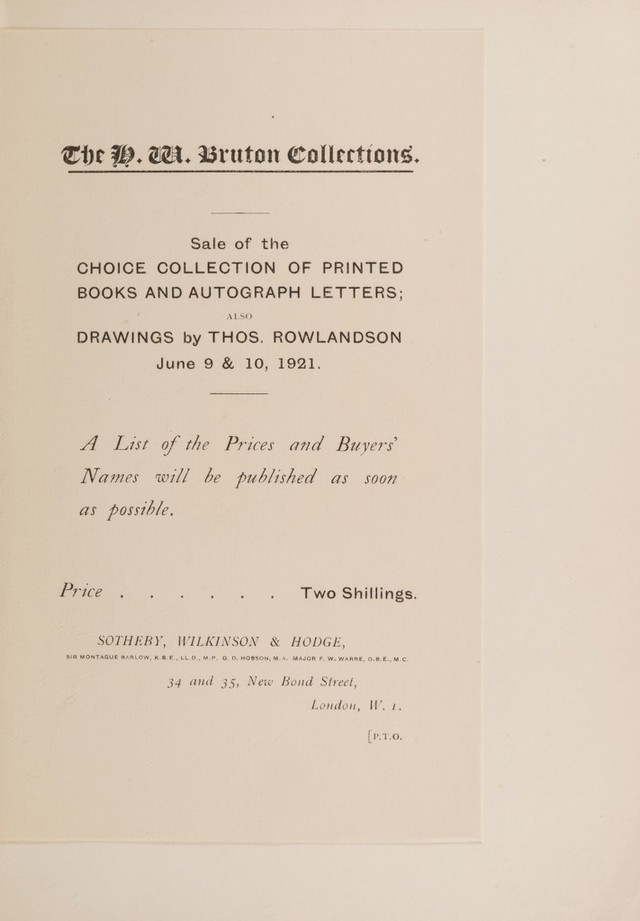 The H. W. Bruton Collections.
Sale of the
CHOICE COLLECTION OF PRINTED
BOOKS AND AUTOGRAPH LETTERS;
ALSO
DRAWINGS by THOS. ROWLANDSON
June 9 & 10, 1921.
A List of the Prices and Buyers'
Names will be published as soon
as possible.
Price . . . . . . Two Shillings.
SOTHEBY, WILKINSON & HODGE,
SIR MONTAGUE BARLOW, K.B.E., LL.D., M.P. G. D. HOBSON, M.A. MAJOR F. W. WARRE, O.B.E., M.C.
34 and 35, New Bond Street,
London, W. 1.
[P.T.O.